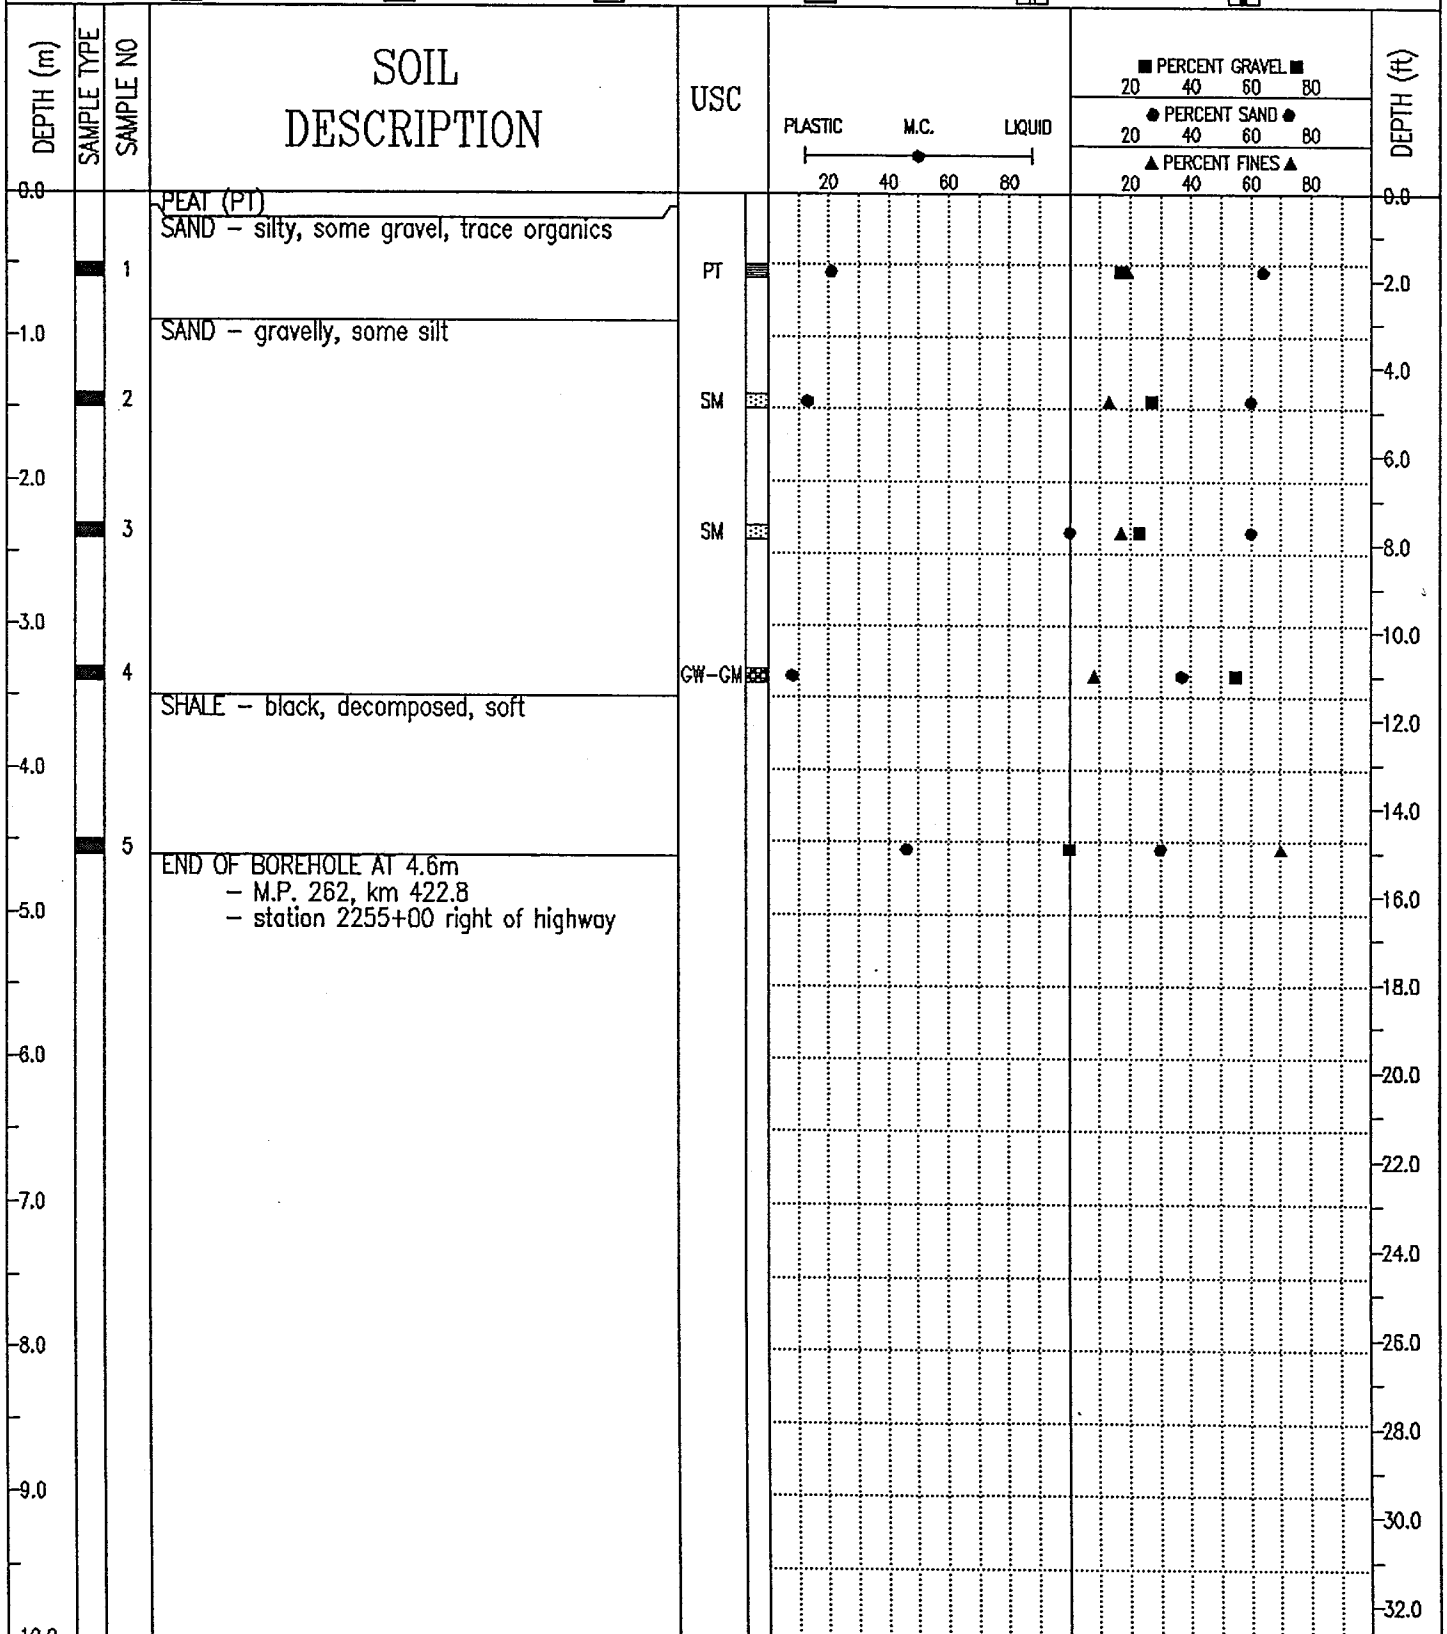 DEPTH (m)
SAMPLE TYPE
SAMPLE NO
SOIL
DESCRIPTION
USC
PLASTIC M.C. LIQUID
20 40 60 80
■ PERCENT GRAVEL ■
20 40 60 80
● PERCENT SAND ●
20 40 60 80
▲ PERCENT FINES ▲
20 40 60 80
DEPTH (ft)
0.0 PEAT (PT) 0.0
SAND – silty, some gravel, trace organics
1 PT
2.0
-1.0 SAND – gravelly, some silt
4.0
2 SM
6.0
-2.0
3 SM
8.0
-3.0
10.0
4 GW-GM
SHALE – black, decomposed, soft
12.0
-4.0
14.0
5
END OF BOREHOLE AT 4.6m
– M.P. 262, km 422.8
16.0
-5.0 – station 2255+00 right of highway
18.0
-6.0
20.0
22.0
-7.0
24.0
-8.0
26.0
28.0
-9.0
30.0
32.0